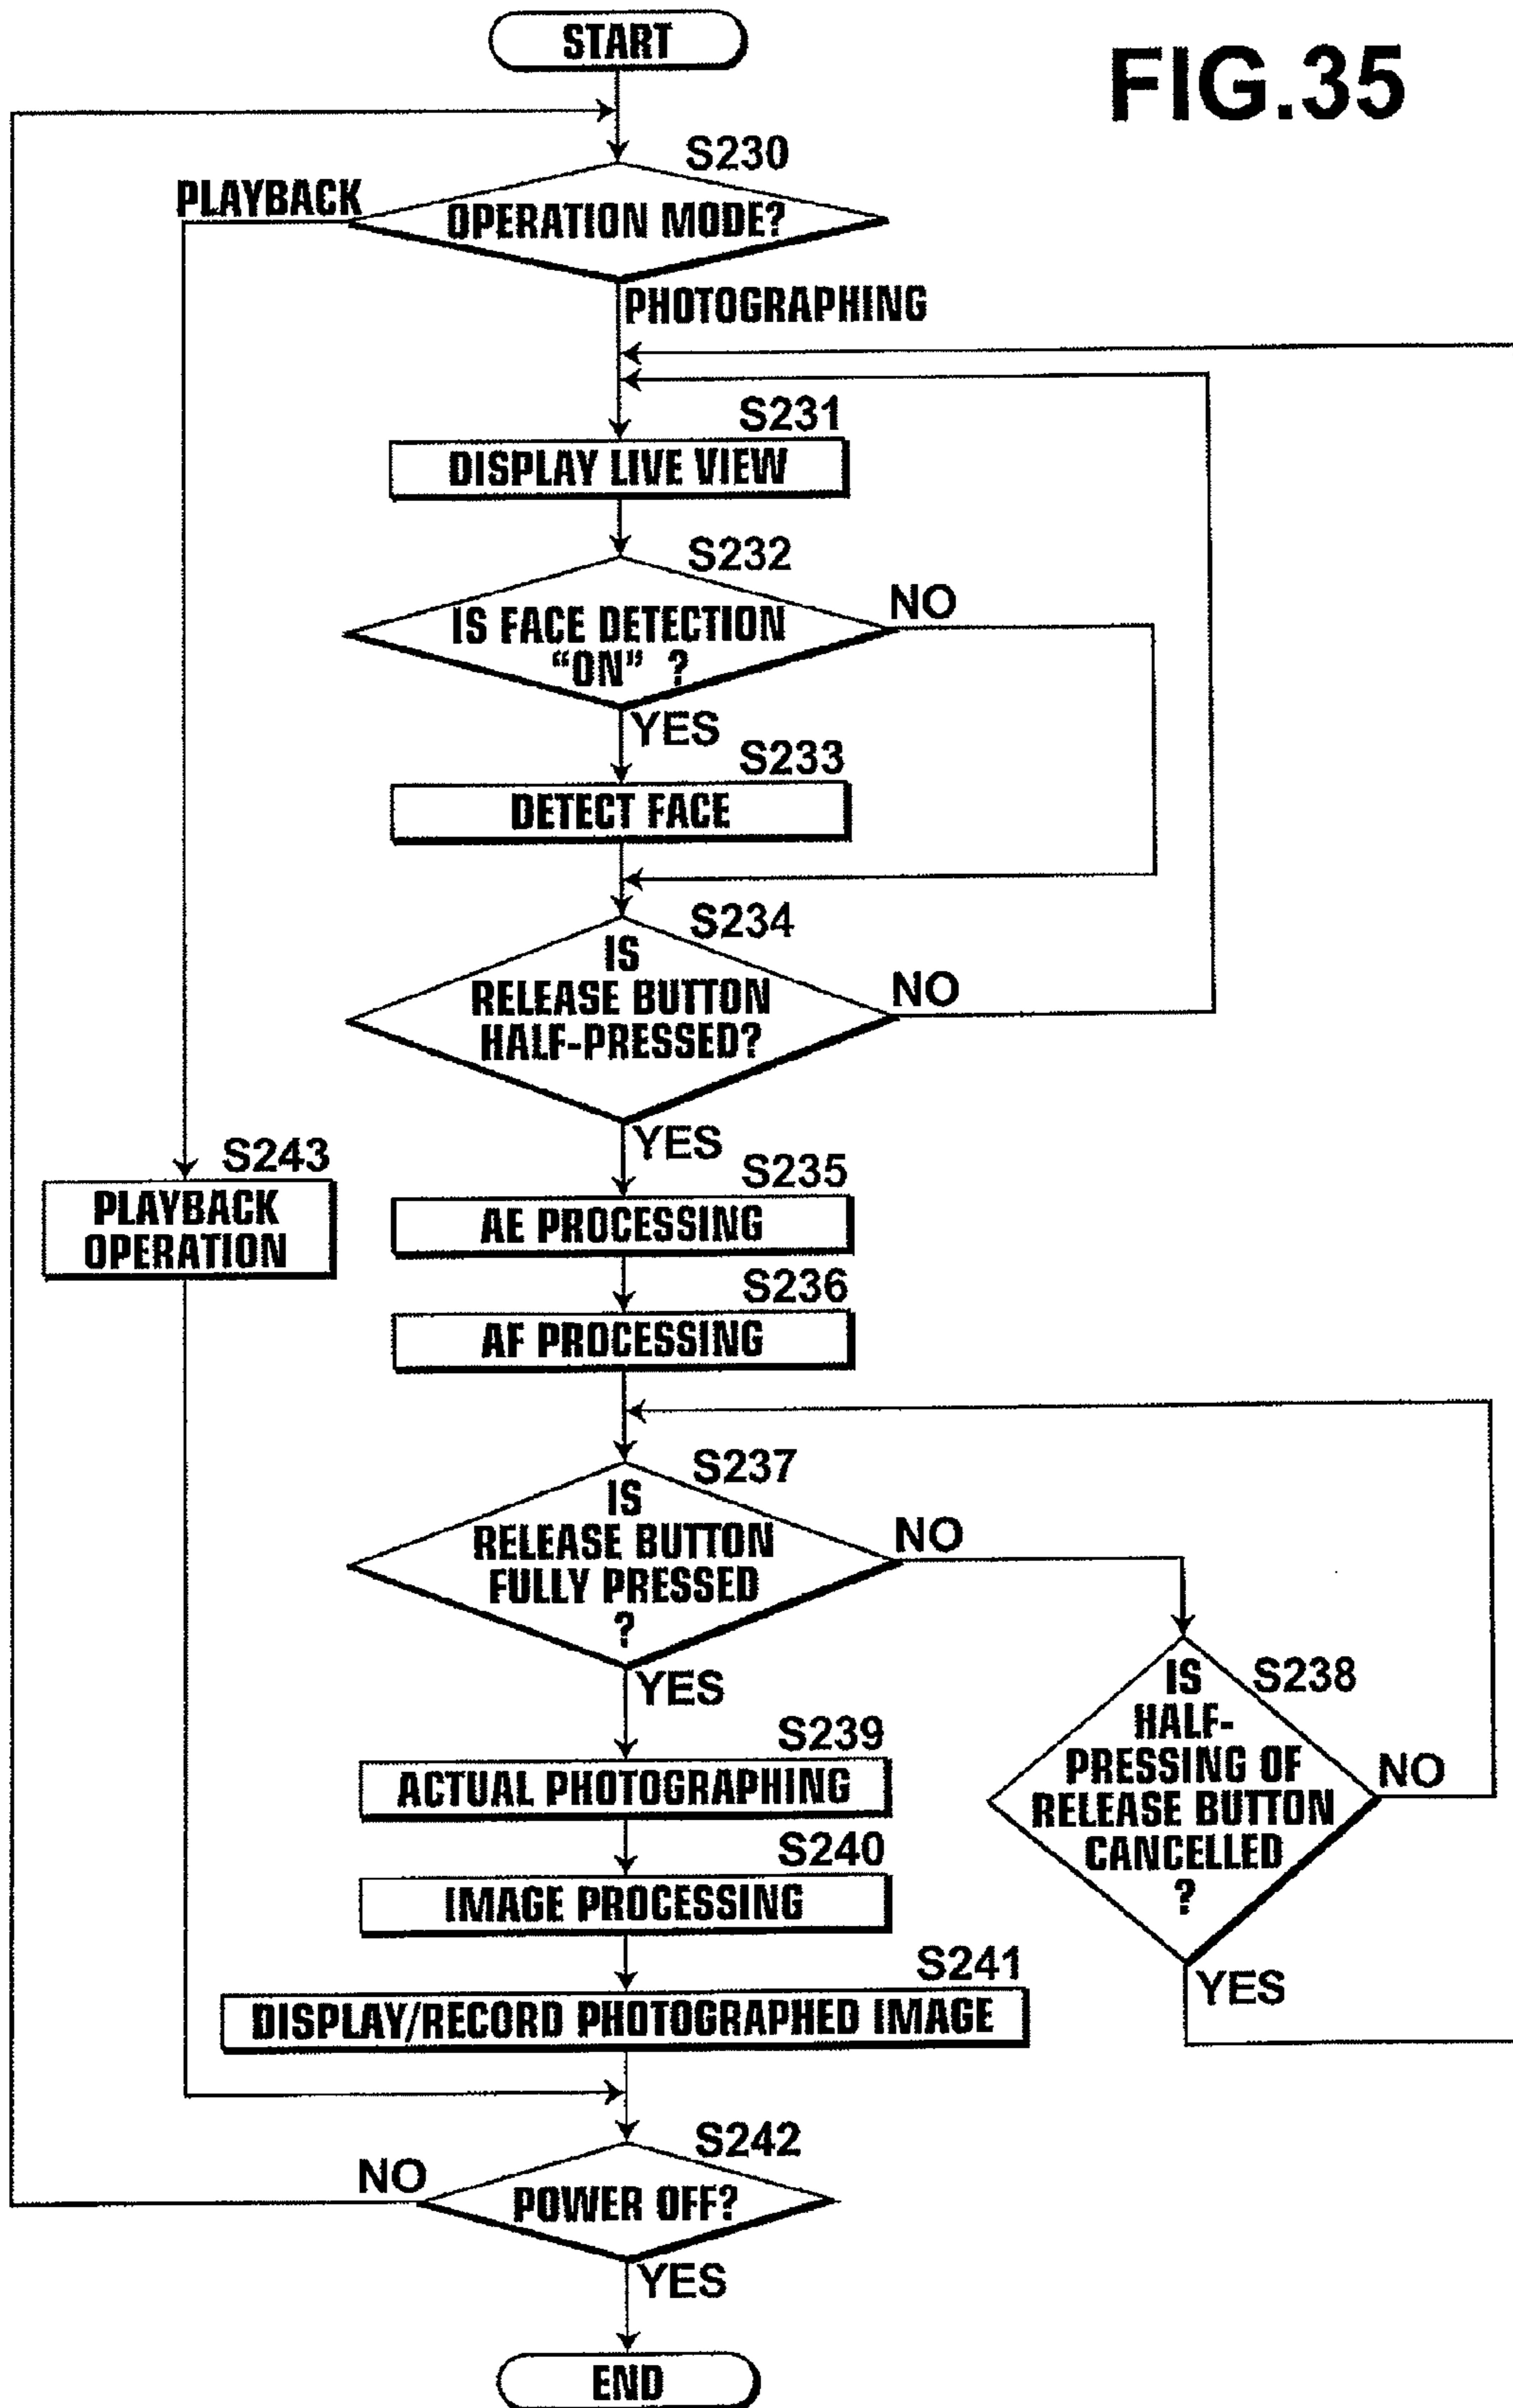 START
FIG.35
S230
PLAYBACK
OPERATION MODE?
PHOTOGRAPHING
S231
DISPLAY LIVE VIEW
S232
NO
IS FACE DETECTION
“ON” ?
YES
S233
DETECT FACE
S234
IS
RELEASE BUTTON
HALF-PRESSED?
NO
YES
S243
PLAYBACK
OPERATION
S235
AE PROCESSING
S236
AF PROCESSING
S237
IS
RELEASE BUTTON
FULLY PRESSED
?
NO
YES
S238
IS
HALF-
PRESSING OF
RELEASE BUTTON
CANCELLED
?
NO
YES
S239
ACTUAL PHOTOGRAPHING
S240
IMAGE PROCESSING
S241
DISPLAY/RECORD PHOTOGRAPHED IMAGE
S242
NO
POWER OFF?
YES
END